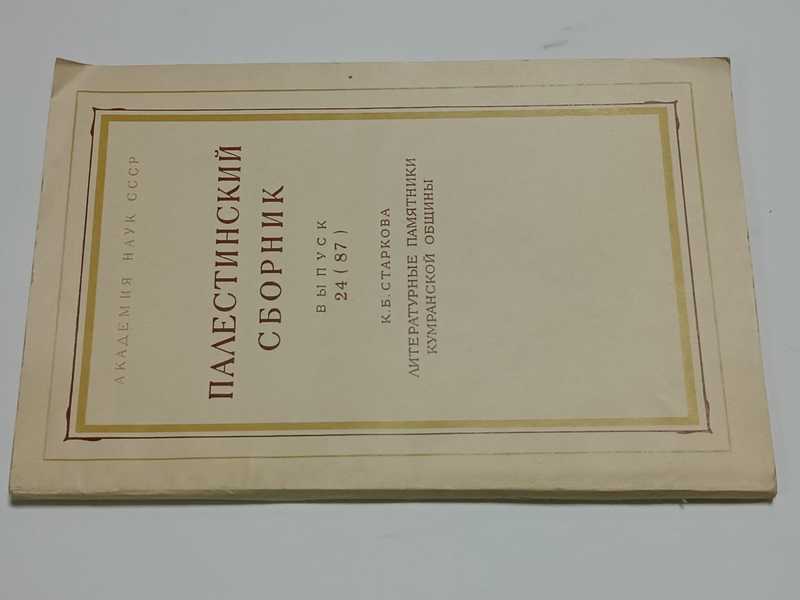 АКАДЕМИЯ НАУК СССР
ПАЛЕСТИНСКИЙ
СБОРНИК
ВЫПУСК
24 (87)
К. Б. СТАРКОВА
ЛИТЕРАТУРНЫЕ ПАМЯТНИКИ
КУМРАНСКОЙ ОБЩИНЫ